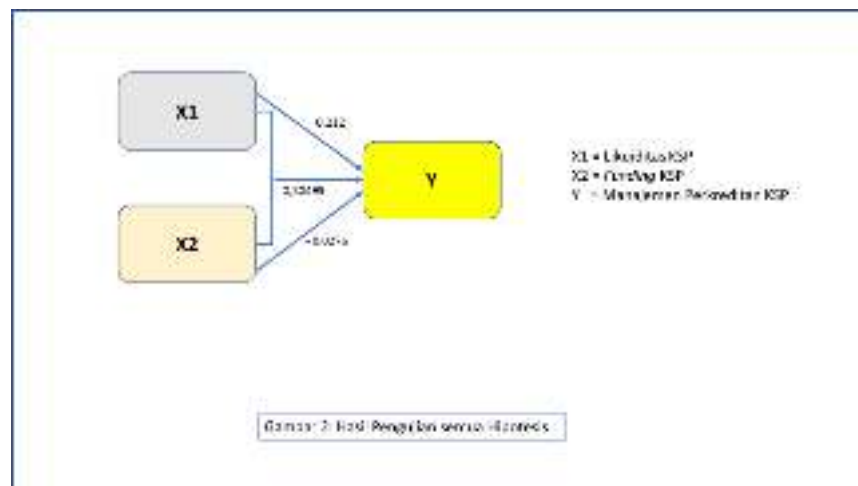 X1
0.212
Y
X1 = Likuiditas KSP
X2 = Funding KSP
Y = Manajemen Perkreditan KSP
X2
Gambar 2: Hasil Pengujian semua Hipotesis